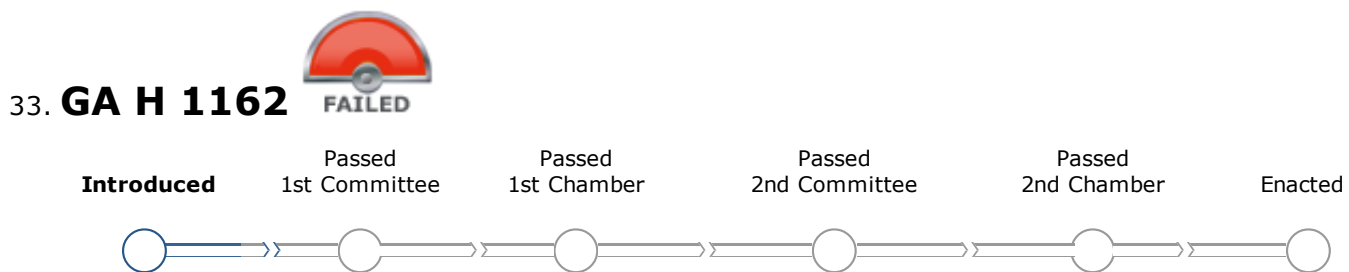 33. GA H 1162 FAILED
Introduced
Passed
1st Committee
Passed
1st Chamber
Passed
2nd Committee
Passed
2nd Chamber
Enacted